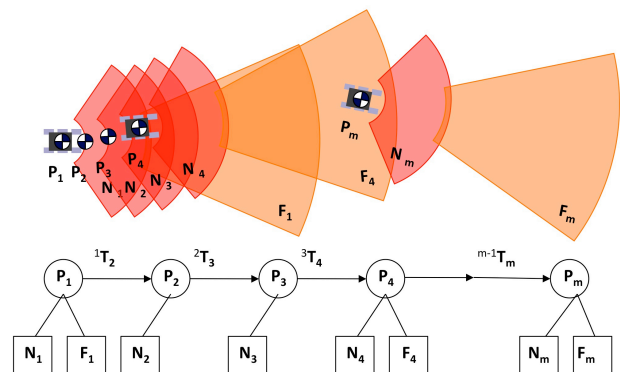 P1 P2 P3 P4 Pm
N1 N2 N3 N4 Nm
F1 F4 Fm
1T2 2T3 3T4 m-1Tm
P1 P2 P3 P4 Pm
N1 F1 N2 N3 N4 F4 Nm Fm